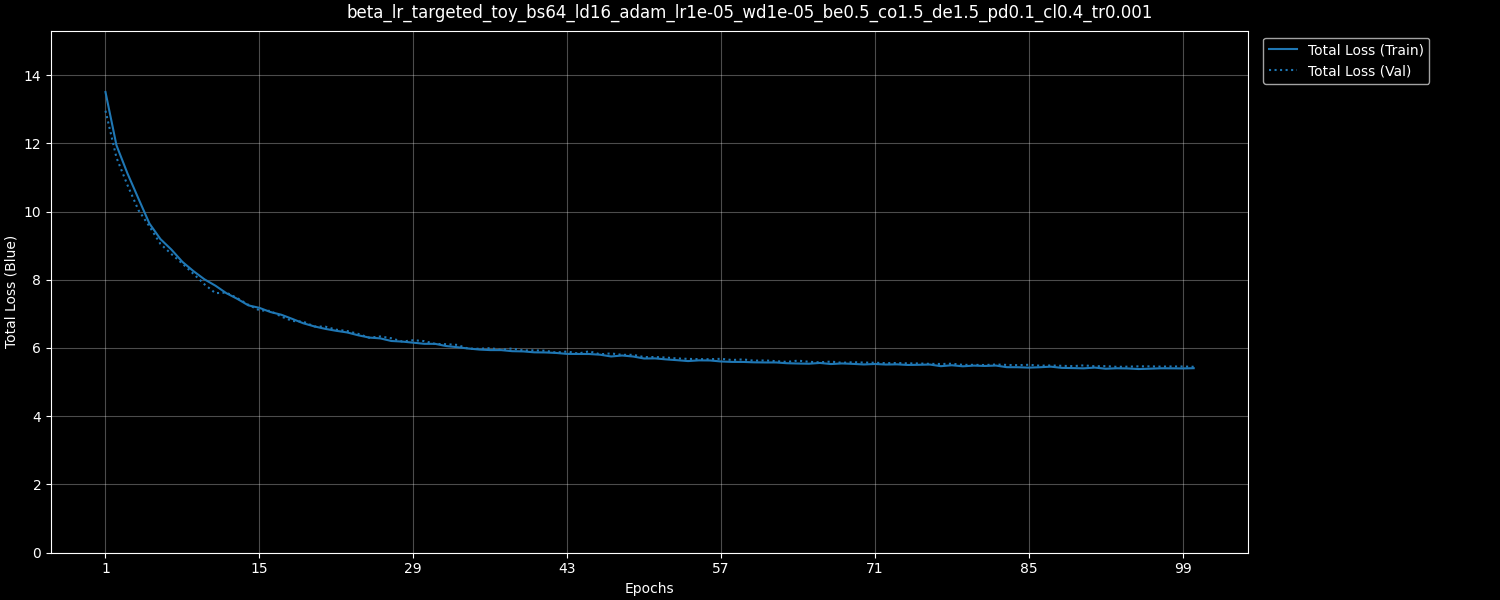 beta_lr_targeted_toy_bs64_ld16_adam_lr1e-05_wd1e-05_be0.5_co1.5_de1.5_pd0.1_cl0.4_tr0.001
Total Loss (Train)
Total Loss (Val)
Total Loss (Blue)
14
12
10
8
6
4
2
0
1 15 29 43 57 71 85 99
Epochs